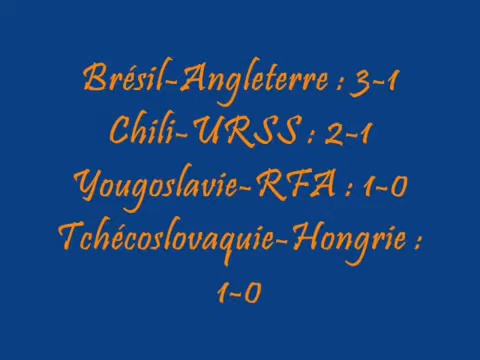 Brésil-Angleterre : 3-1
Chili-URSS : 2-1
Yougoslavie-RFA : 1-0
Tchécoslovaquie-Hongrie :
1-0